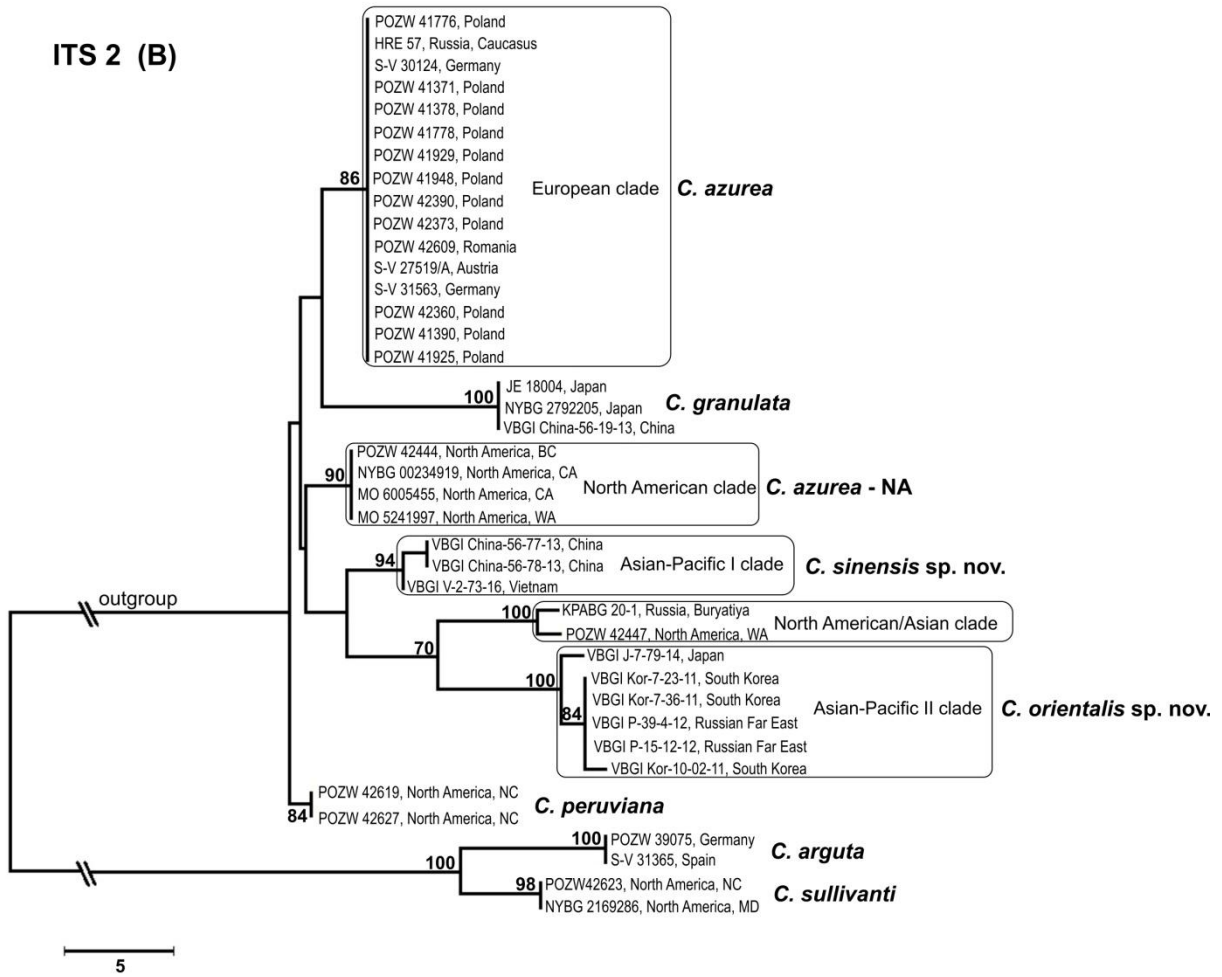 ITS 2 (B)
POZW 41776, Poland
HRE 57, Russia, Caucasus
S-V 30124, Germany
POZW 41371, Poland
POZW 41378, Poland
POZW 41778, Poland
POZW 41929, Poland
86
POZW 41948, Poland
European clade
C. azurea
POZW 42390, Poland
POZW 42373, Poland
POZW 42609, Romania
S-V 27519/A, Austria
S-V 31563, Germany
POZW 42360, Poland
POZW 41390, Poland
POZW 41925, Poland
JE 18004, Japan
100
NYBG 2792205, Japan
C. granulata
VBGI China-56-19-13, China
POZW 42444, North America, BC
90
NYBG 00234919, North America, CA
North American clade
C. azurea - NA
MO 6005455, North America, CA
MO 5241997, North America, WA
VBGI China-56-77-13, China
94
VBGI China-56-78-13, China
Asian-Pacific I clade
C. sinensis sp. nov.
VBGI V-2-73-16, Vietnam
outgroup
100
KPABG 20-1, Russia, Buryatiya
North American/Asian clade
POZW 42447, North America, WA
70
VBGI J-7-79-14, Japan
100
VBGI Kor-7-23-11, South Korea
VBGI Kor-7-36-11, South Korea
84
Asian-Pacific II clade
C. orientalis sp. nov.
VBGI P-39-4-12, Russian Far East
VBGI P-15-12-12, Russian Far East
VBGI Kor-10-02-11, South Korea
POZW 42619, North America, NC
84
C. peruviana
POZW 42627, North America, NC
100
POZW 39075, Germany
C. arguta
100
S-V 31365, Spain
98
POZW42623, North America, NC
C. sullivanti
NYBG 2169286, North America, MD
5